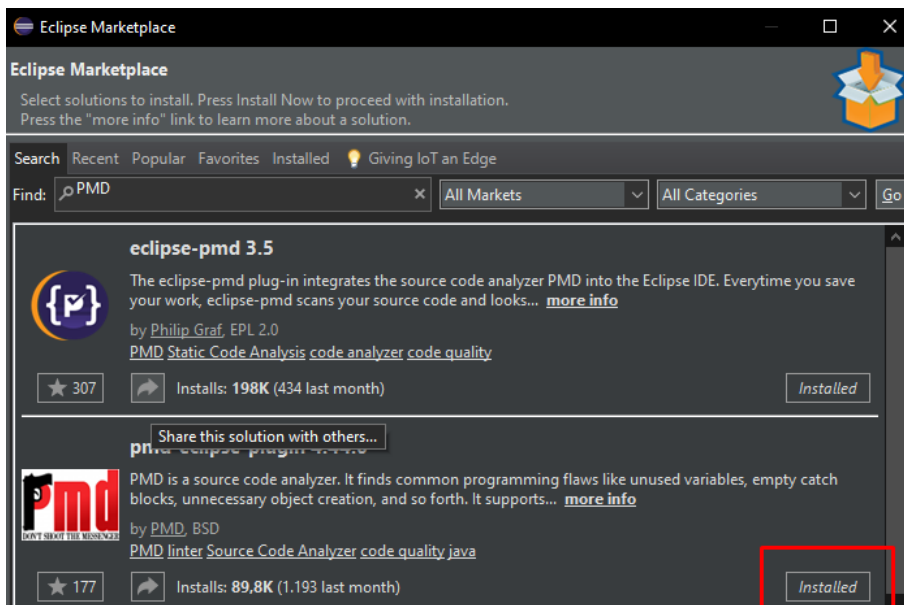 Eclipse Marketplace
Eclipse Marketplace
Select solutions to install. Press Install Now to proceed with installation.
Press the "more info" link to learn more about a solution.
Search Recent Popular Favorites Installed Giving IoT an Edge
Find: PMD All Markets All Categories Go
eclipse-pmd 3.5
The eclipse-pmd plug-in integrates the source code analyzer PMD into the Eclipse IDE. Everytime you save
your work, eclipse-pmd scans your source code and looks... more info
by Philip Graf, EPL 2.0
PMD Static Code Analysis code analyzer code quality
307 Installs: 198K (434 last month) Installed
Share this solution with others...
PMD is a source code analyzer. It finds common programming flaws like unused variables, empty catch
blocks, unnecessary object creation, and so forth. It supports... more info
pmd
DON'T SHOOT THE MESSENGER
by PMD, BSD
PMD linter Source Code Analyzer code quality java
177 Installs: 89,8K (1.193 last month) Installed